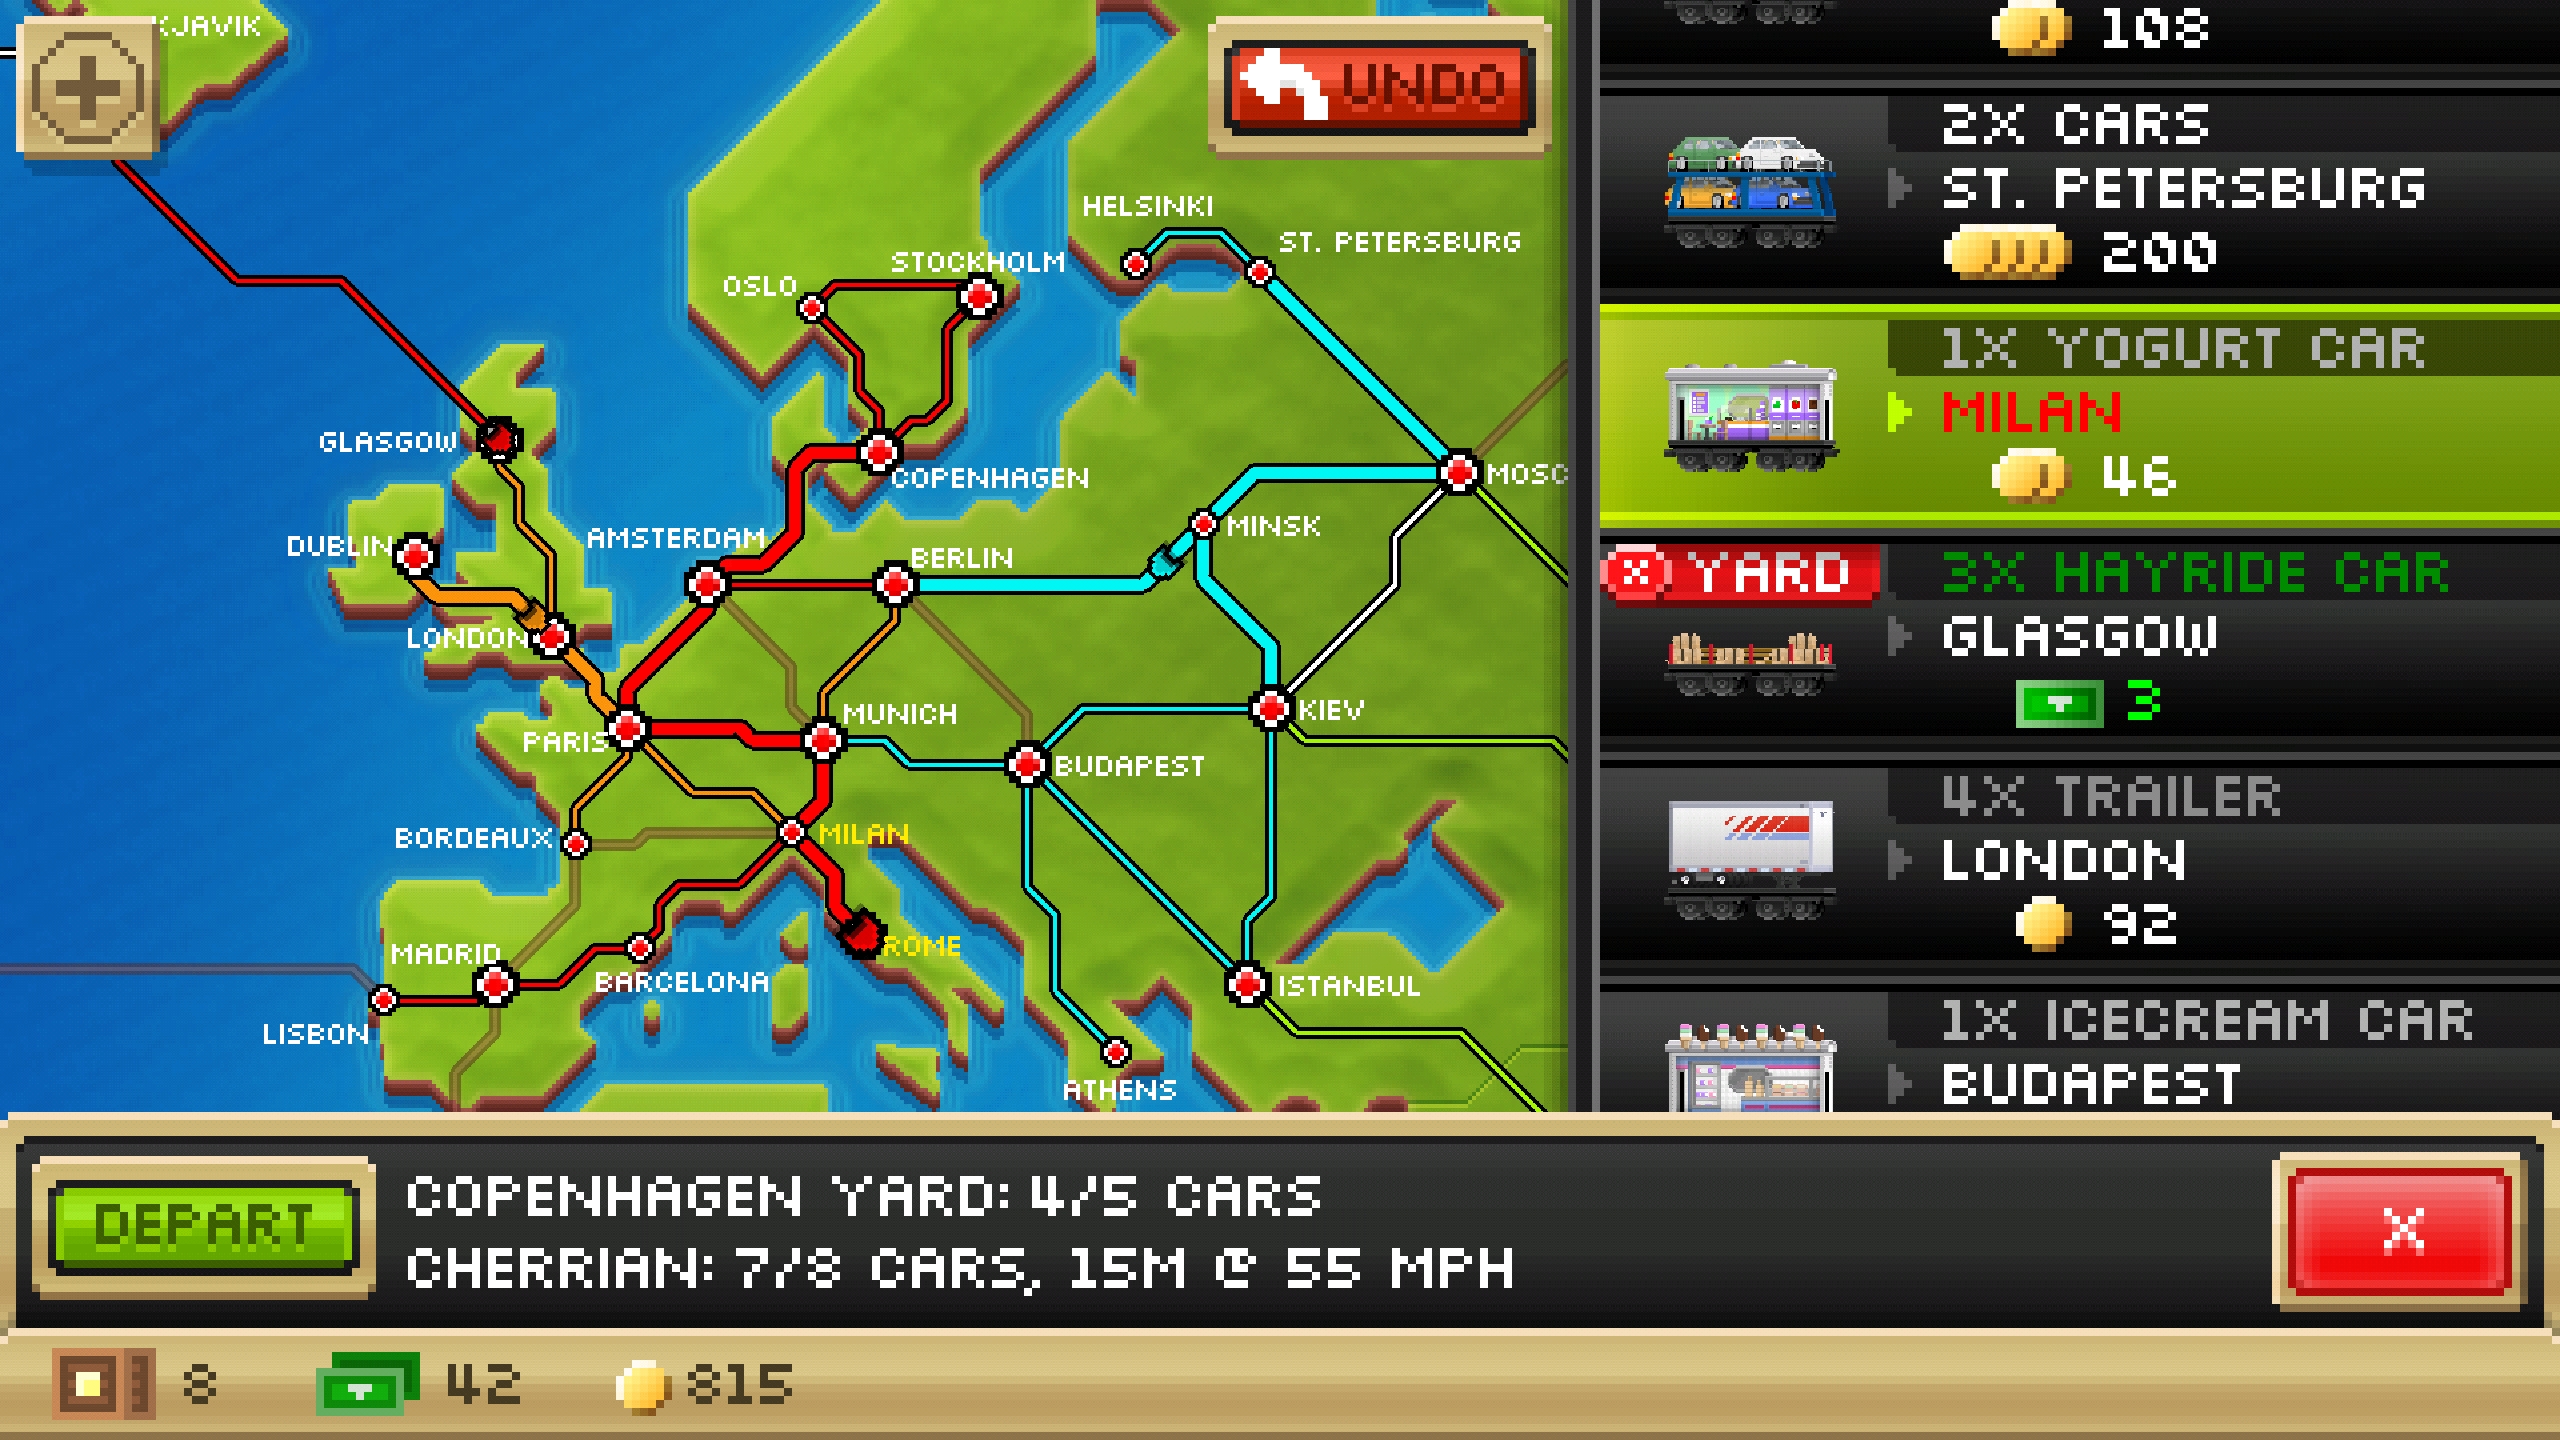 KJAVIK
UNDO
HELSINKI
ST. PETERSBURG
STOCKHOLM
OSLO
GLASGOW
COPENHAGEN
MOSC
MINSK
DUBLIN
AMSTERDAM
BERLIN
LONDON
MUNICH
KIEV
PARIS
BUDAPEST
BORDEAUX
MILAN
MADRID
ROME
BARCELONA
ISTANBUL
LISBON
ATHENS
108
2X CARS
ST. PETERSBURG
200
1X YOGURT CAR
MILAN
46
X YARD
3X HAYRIDE CAR
GLASGOW
3
4X TRAILER
LONDON
92
1X ICECREAM CAR
BUDAPEST
DEPART
COPENHAGEN YARD: 4/5 CARS
CHERRIAN: 7/8 CARS, 15M @ 55 MPH
X
8
42
815